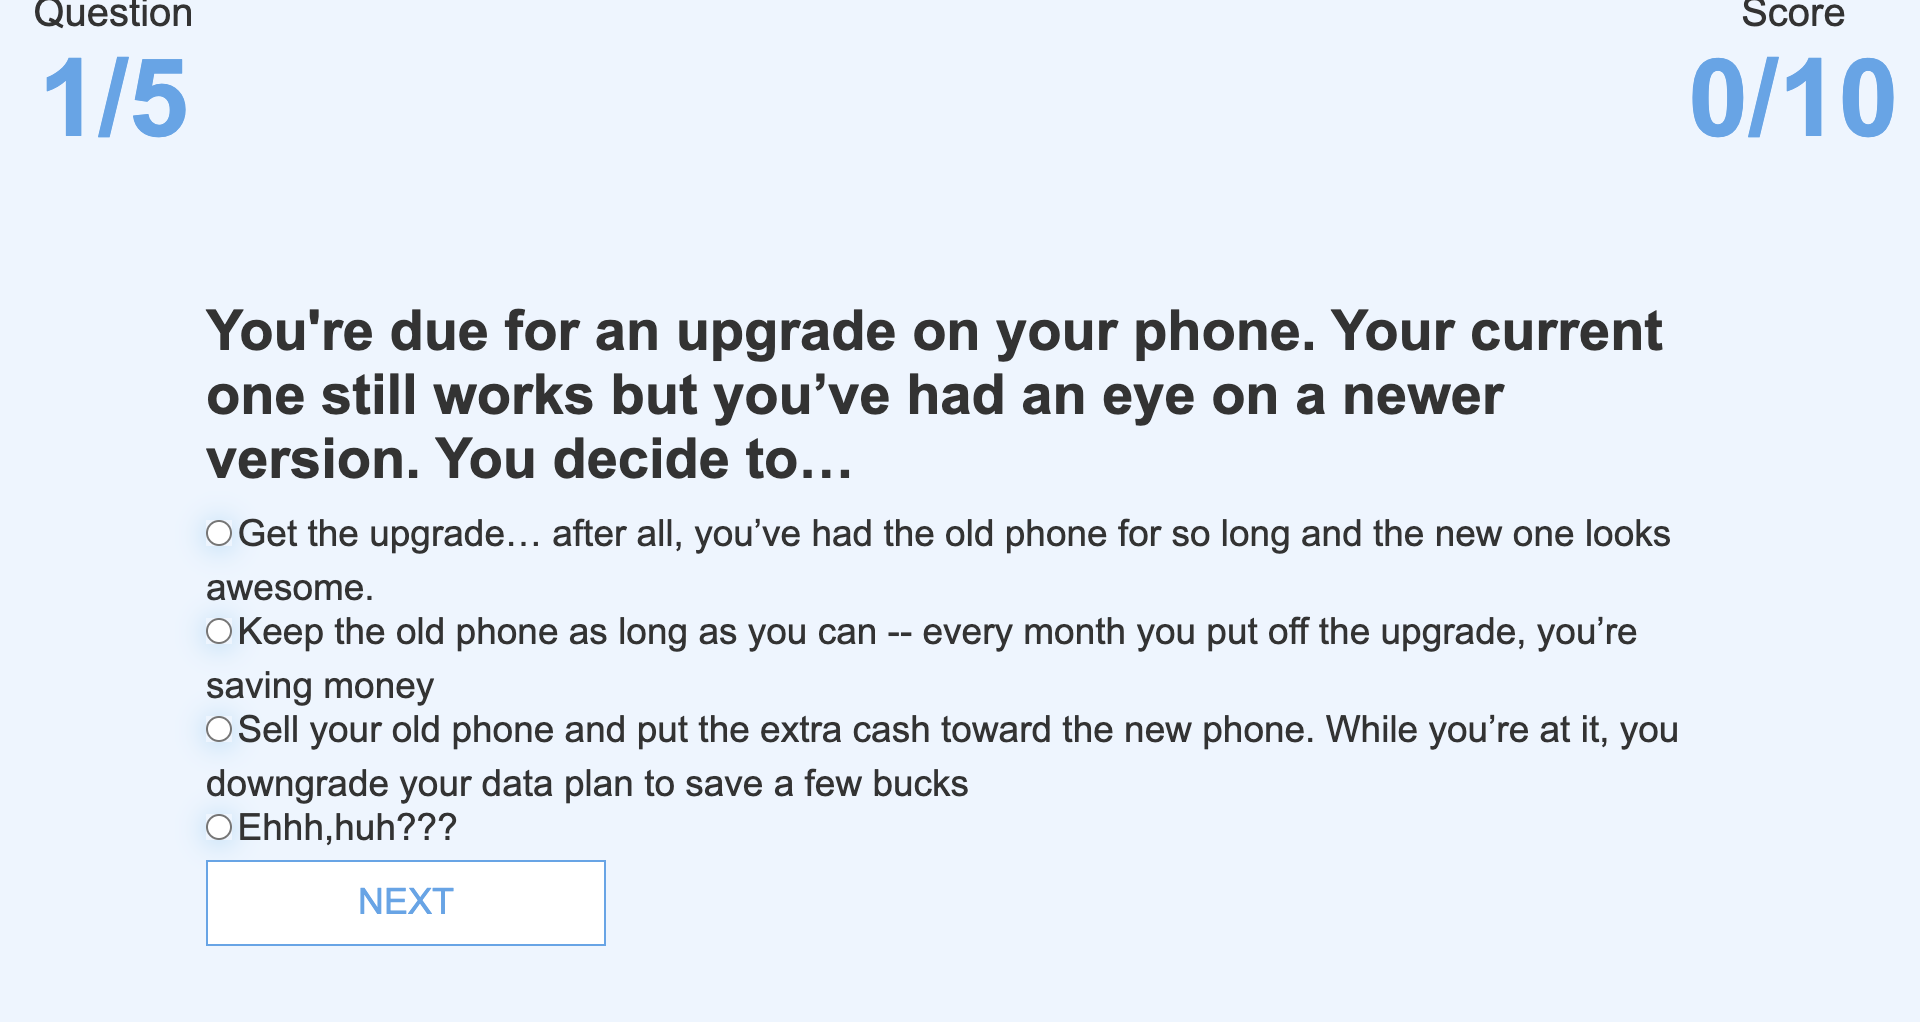 Question
Score
1/5
0/10
You're due for an upgrade on your phone. Your current
one still works but you’ve had an eye on a newer
version. You decide to…
Get the upgrade… after all, you’ve had the old phone for so long and the new one looks
awesome.
Keep the old phone as long as you can -- every month you put off the upgrade, you’re
saving money
Sell your old phone and put the extra cash toward the new phone. While you’re at it, you
downgrade your data plan to save a few bucks
Ehhh,huh???
NEXT